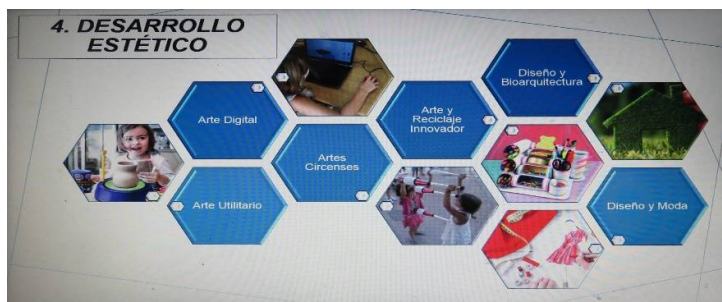 4. DESARROLLO
ESTÉTICO
Diseño y
Bioarquitectura
Arte Digital
Arte y
Reciclaje
Innovador
Artes
Circenses
Arte Utilitario
Diseño y Moda